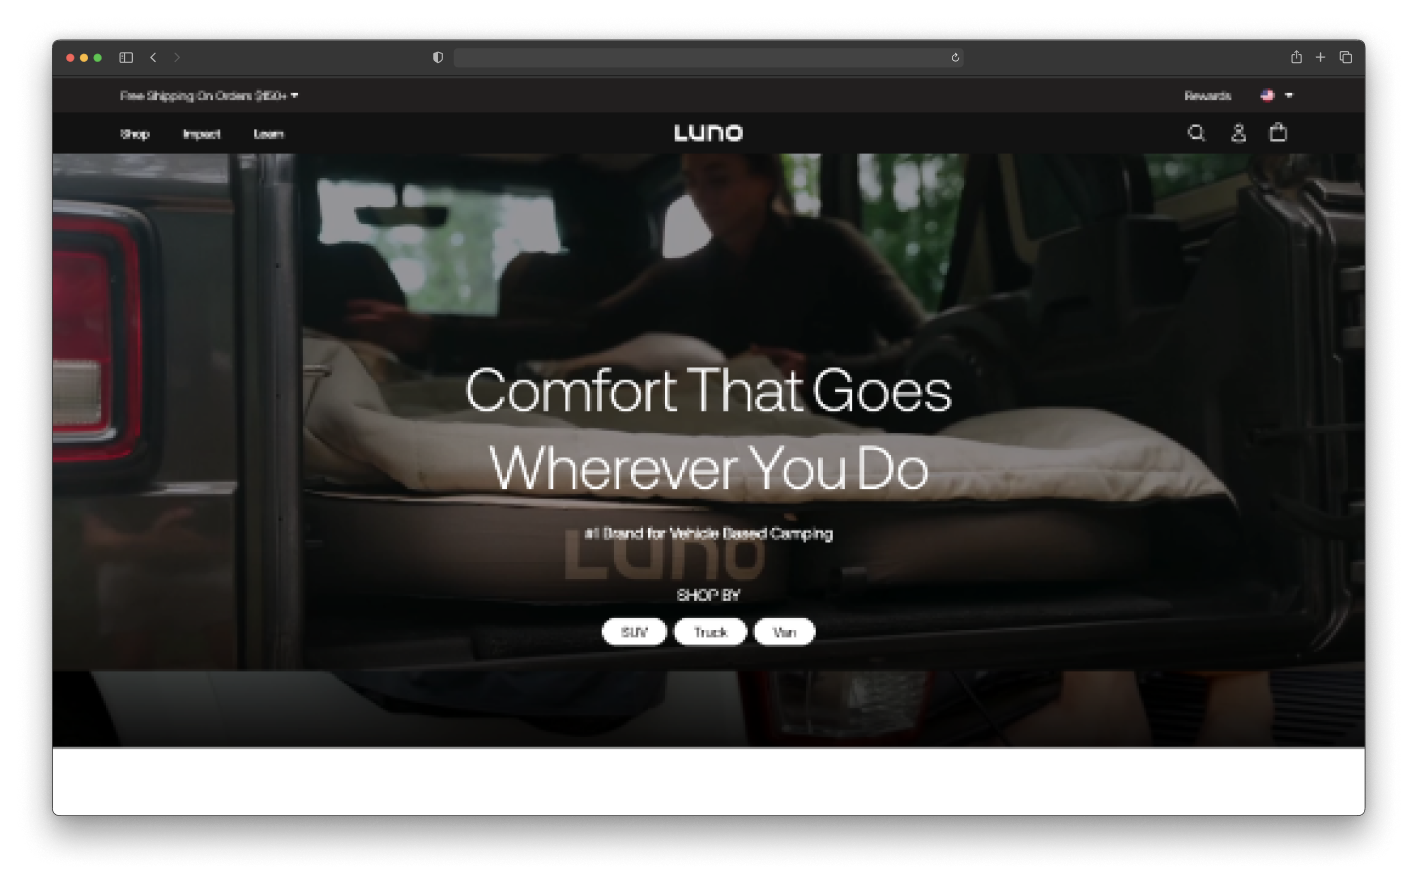 Free Shipping On Orders $150+
Rewards
Shop
Impact
Learn
LUNO
Comfort That Goes
Wherever You Do
#1 Brand for Vehicle Based Camping
LUNO
SHOP BY
SUV
Truck
Van